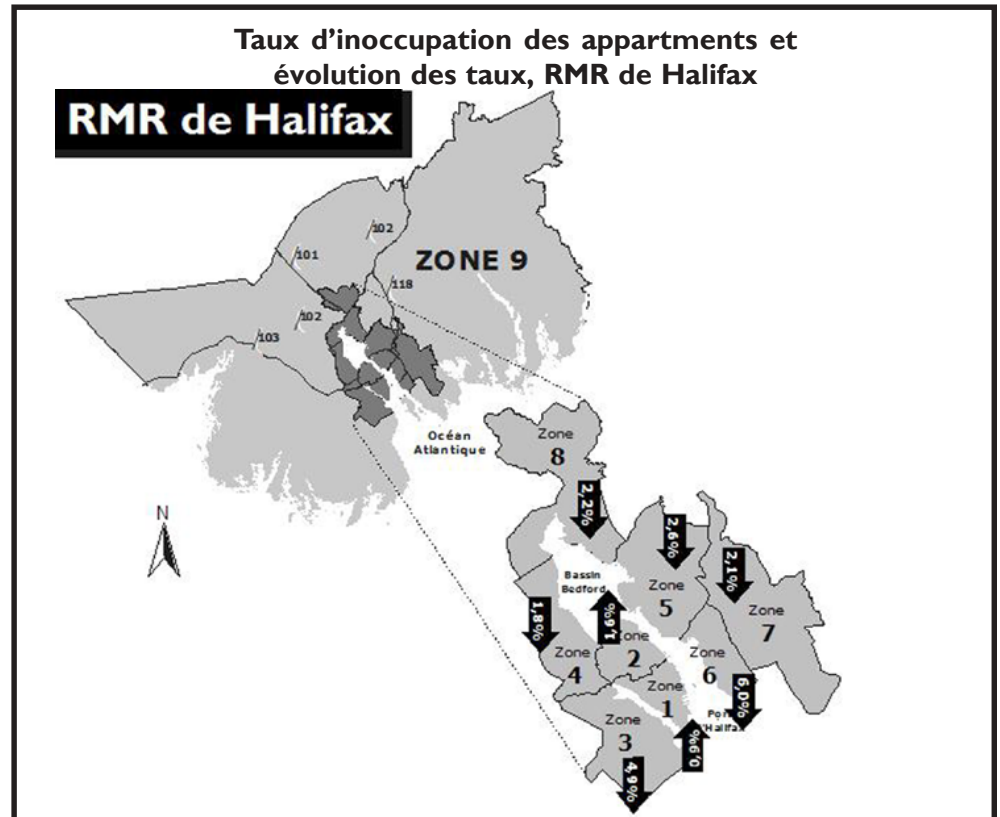 Taux d'inoccupation des appartments et
évolution des taux, RMR de Halifax
RMR de Halifax
102
101
ZONE 9
118
102
103
Océan
Atlantique
Zone
8
N
2,2%
2,6%
2,1%
Bassin
Bedford
Zone
5
Zone
7
1,8%
1,6%
Zone
2
Zone
4
Zone
6
6,0%
Zone
1
Port
d'Halifax
Zone
3
0,9%
4,9%